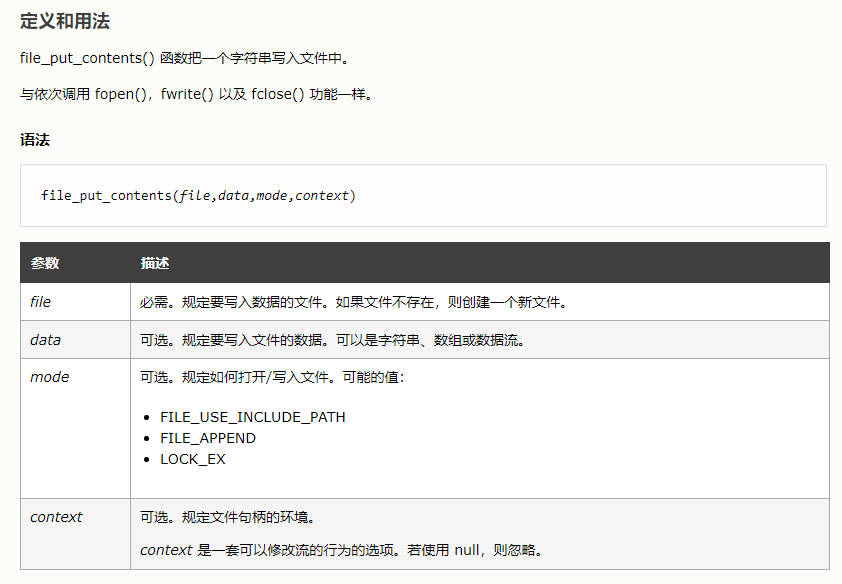 定义和用法
file_put_contents() 函数把一个字符串写入文件中。
与依次调用 fopen()，fwrite() 以及 fclose() 功能一样。
语法
file_put_contents(file,data,mode,context)
参数 描述
file 必需。规定要写入数据的文件。如果文件不存在，则创建一个新文件。
data 可选。规定要写入文件的数据。可以是字符串、数组或数据流。
mode 可选。规定如何打开/写入文件。可能的值：
• FILE_USE_INCLUDE_PATH
• FILE_APPEND
• LOCK_EX
context 可选。规定文件句柄的环境。
context 是一套可以修改流的行为的选项。若使用 null，则忽略。